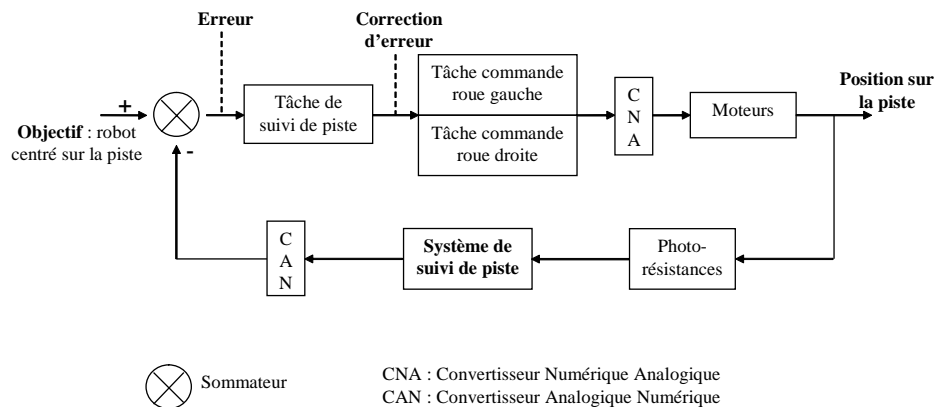 Erreur
Correction
d'erreur
+
Objectif : robot
centré sur la piste
-
Tâche de
suivi de piste
Tâche commande
roue gauche
Tâche commande
roue droite
C
N
A
Moteurs
Position sur
la piste
C
A
N
Système de
suivi de piste
Photo-
résistances
Sommateur
CNA : Convertisseur Numérique Analogique
CAN : Convertisseur Analogique Numérique